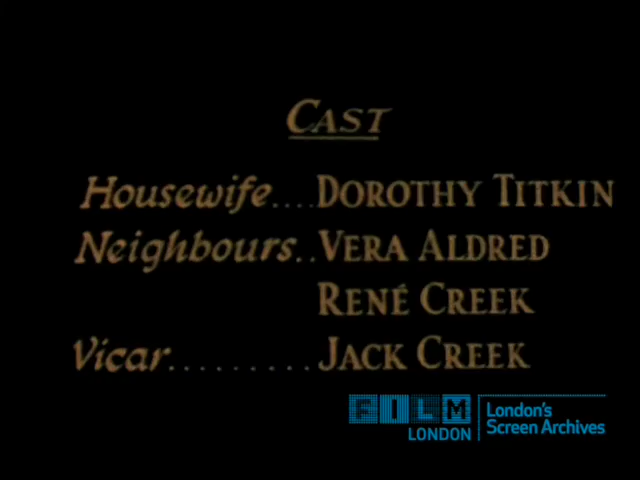 CAST
Housewife....DOROTHY TITKIN
Neighbours..VERA ALDRED
RENÉ CREEK
Vicar.........JACK CREEK
FILM
LONDON
London's
Screen Archives